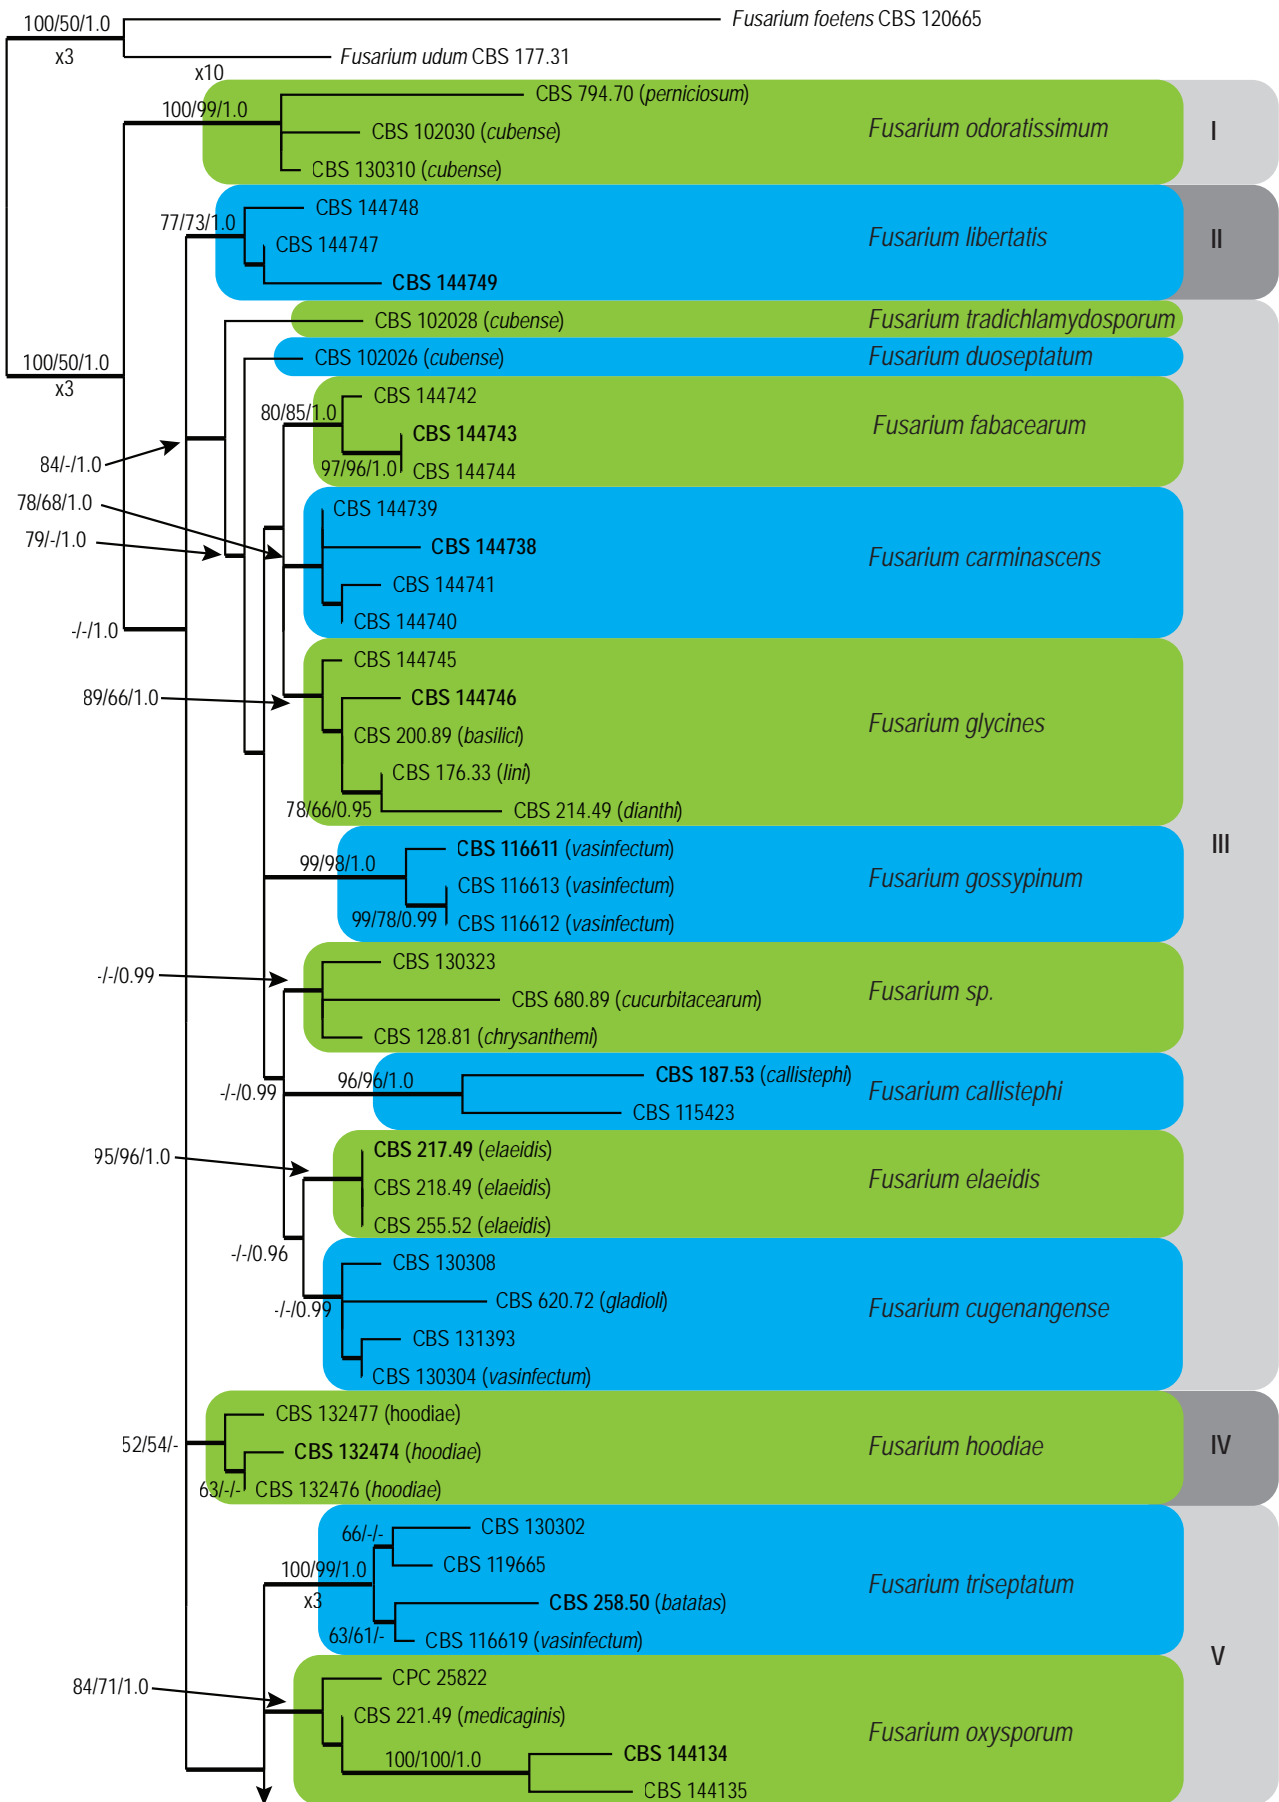 100/50/1.0
Fusarium foetens CBS 120665
x3
Fusarium udum CBS 177.31
x10
CBS 794.70 (perniciosum)
100/99/1.0
CBS 102030 (cubense)
Fusarium odoratissimum
I
CBS 130310 (cubense)
CBS 144748
77/73/1.0
CBS 144747
Fusarium libertatis
II
CBS 144749
CBS 102028 (cubense)
Fusarium tradichlamydosporum
CBS 102026 (cubense)
Fusarium duoseptatum
100/50/1.0
x3
CBS 144742
80/85/1.0
CBS 144743
Fusarium fabacearum
84/-/1.0
97/96/1.0
CBS 144744
78/68/1.0
CBS 144739
79/-/1.0
CBS 144738
Fusarium carminascens
CBS 144741
CBS 144740
-/-/1.0
CBS 144745
89/66/1.0
CBS 144746
Fusarium glycines
CBS 200.89 (basilici)
CBS 176.33 (lini)
78/66/0.95
CBS 214.49 (dianthi)
III
CBS 116611 (vasinfectum)
99/98/1.0
CBS 116613 (vasinfectum)
Fusarium gossypinum
99/78/0.99
CBS 116612 (vasinfectum)
CBS 130323
-/-/0.99
CBS 680.89 (cucurbitacearum)
Fusarium sp.
CBS 128.81 (chrysanthemi)
96/96/1.0
CBS 187.53 (callistephi)
-/-/0.99
Fusarium callistephi
CBS 115423
CBS 217.49 (elaeidis)
95/96/1.0
CBS 218.49 (elaeidis)
Fusarium elaeidis
CBS 255.52 (elaeidis)
-/-/0.96
CBS 130308
CBS 620.72 (gladioli)
-/-/0.99
Fusarium cugenangense
CBS 131393
CBS 130304 (vasinfectum)
CBS 132477 (hoodiae)
52/54/-
CBS 132474 (hoodiae)
Fusarium hoodiae
IV
63/-/-
CBS 132476 (hoodiae)
66/-/-
CBS 130302
100/99/1.0
CBS 119665
x3
Fusarium triseptatum
CBS 258.50 (batatas)
63/61/-
CBS 116619 (vasinfectum)
V
84/71/1.0
CPC 25822
CBS 221.49 (medicaginis)
Fusarium oxysporum
100/100/1.0
CBS 144134
CBS 144135